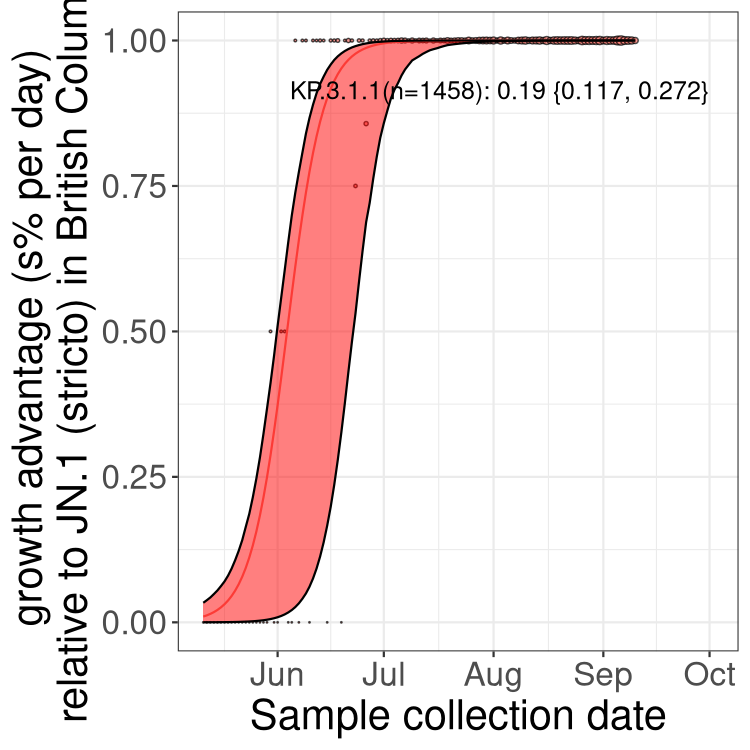 growth advantage (s% per day)
relative to JN.1 (stricto) in British Colum
1.00
0.75
0.50
0.25
0.00
KP.3.1.1(n=1458): 0.19 {0.117, 0.272}
Jun Jul Aug Sep Oct
Sample collection date